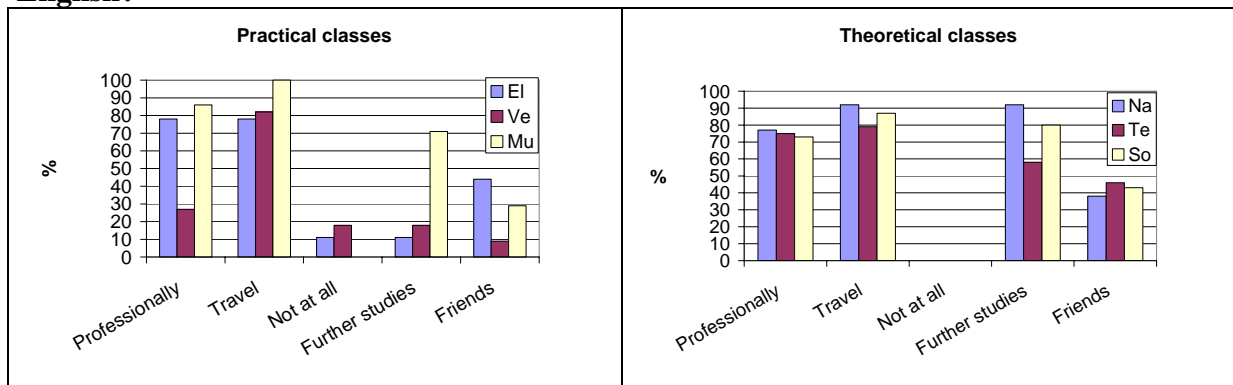 Practical classes
100
90
80
70
60
50
40
30
20
10
0
%
El
Ve
Mu
Professionally
Travel
Not at all
Further studies
Friends
Theoretical classes
100
90
80
70
60
50
40
30
20
10
0
%
Na
Te
So
Professionally
Travel
Not at all
Further studies
Friends